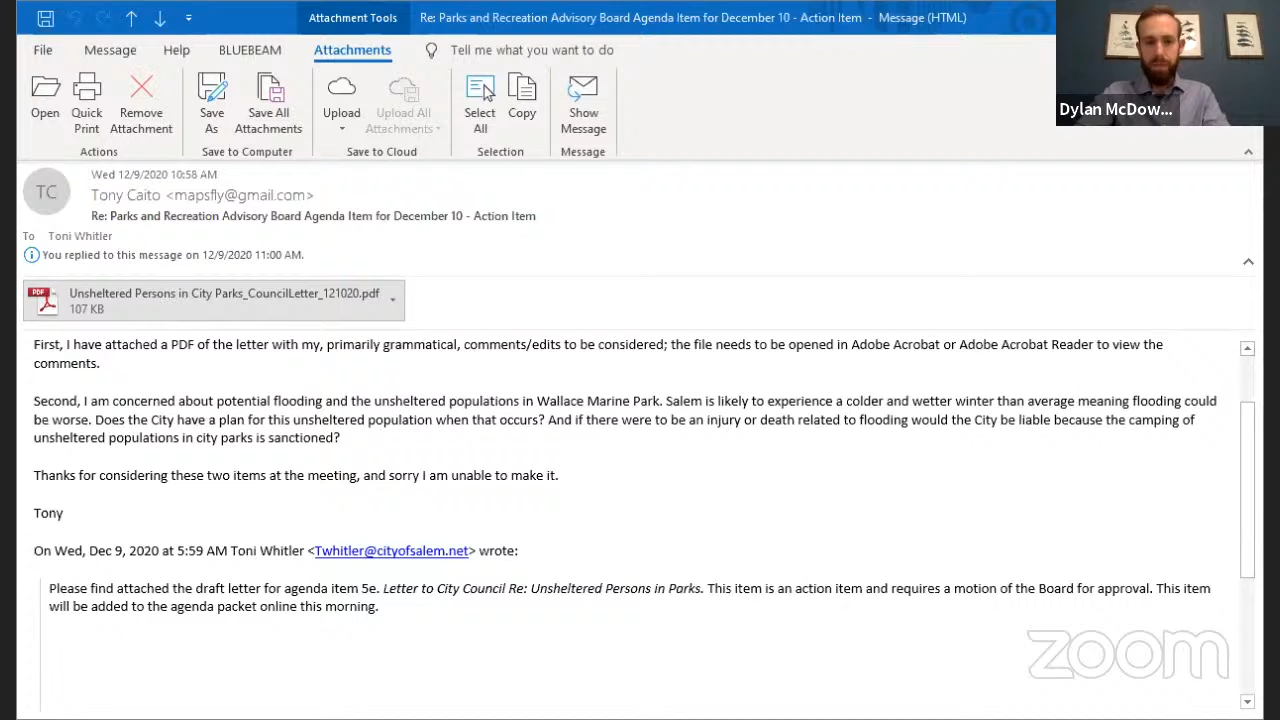 Attachment Tools
Re: Parks and Recreation Advisory Board Agenda Item for December 10 - Action Item - Message (HTML)
File Message Help BLUEBEAM Attachments Tell me what you want to do
Open Quick Print Remove Attachment Save As Save All Attachments Upload Upload All Attachments Select All Copy Show Message
Actions Save to Computer Save to Cloud Selection Message
Dylan McDow...
Wed 12/9/2020 10:58 AM
TC
Tony Caito <mapsfly@gmail.com>
Re: Parks and Recreation Advisory Board Agenda Item for December 10 - Action Item
To Toni Whitler
You replied to this message on 12/9/2020 11:00 AM.
PDF
Unsheltered Persons in City Parks_CouncilLetter_121020.pdf
107 KB
First, I have attached a PDF of the letter with my, primarily grammatical, comments/edits to be considered; the file needs to be opened in Adobe Acrobat or Adobe Acrobat Reader to view the
comments.
Second, I am concerned about potential flooding and the unsheltered populations in Wallace Marine Park. Salem is likely to experience a colder and wetter winter than average meaning flooding could
be worse. Does the City have a plan for this unsheltered population when that occurs? And if there were to be an injury or death related to flooding would the City be liable because the camping of
unsheltered populations in city parks is sanctioned?
Thanks for considering these two items at the meeting, and sorry I am unable to make it.
Tony
On Wed, Dec 9, 2020 at 5:59 AM Toni Whitler <Twhitler@cityofsalem.net> wrote:
Please find attached the draft letter for agenda item 5e. Letter to City Council Re: Unsheltered Persons in Parks. This item is an action item and requires a motion of the Board for approval. This item
will be added to the agenda packet online this morning.
zoom